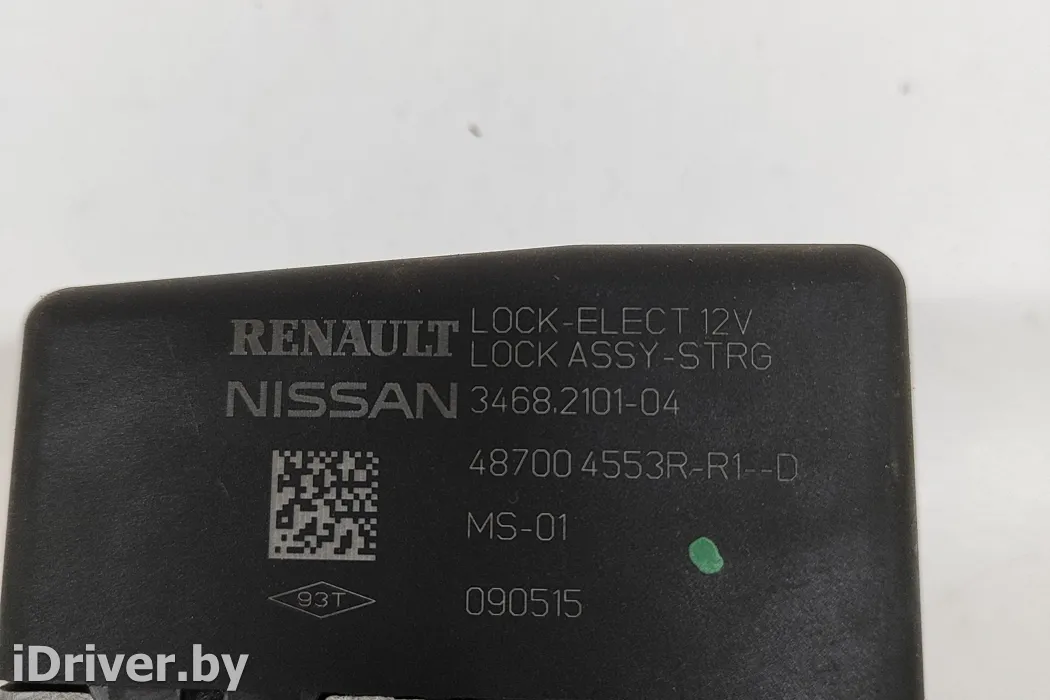 RENAULT LOCK-ELECT 12V
LOCK ASSY-STRG
NISSAN 3468.2101-04
48700 4553R-R1--D
MS-01
93T
090515
iDriver.by